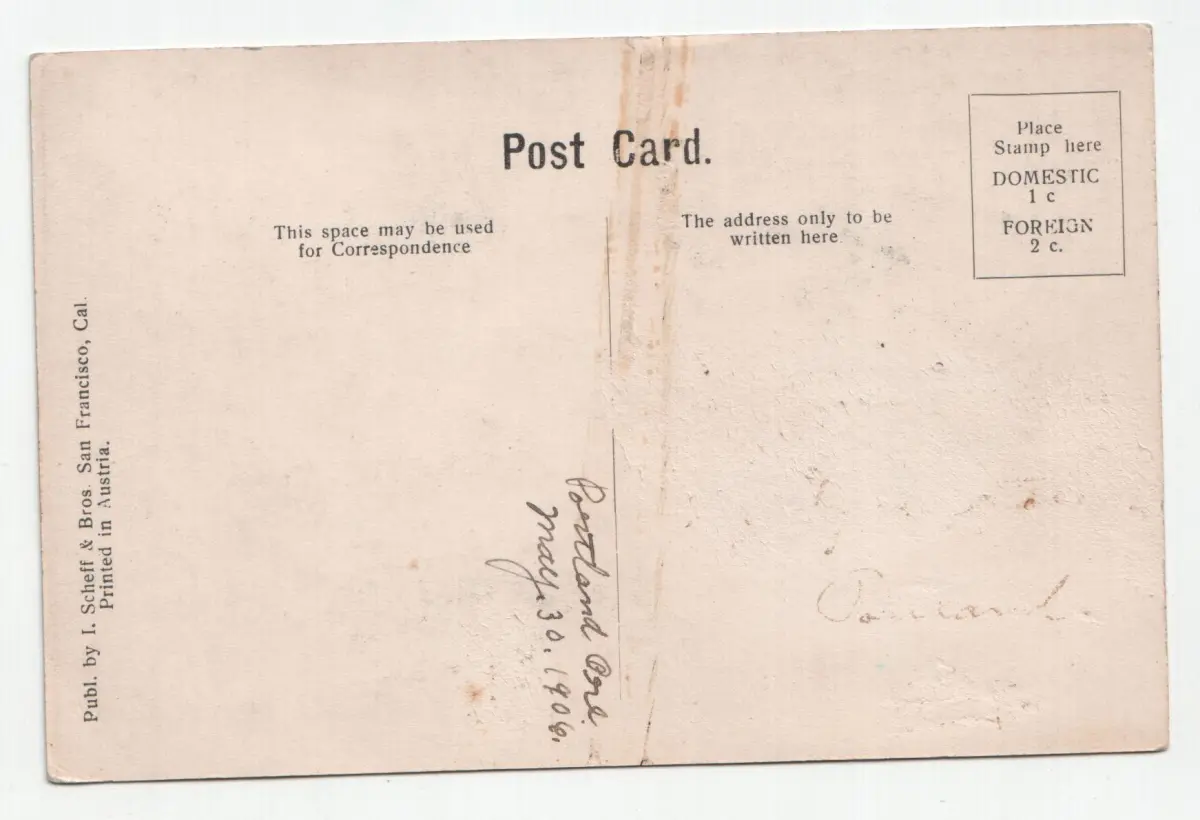 Post Card.
This space may be used
for Correspondence
The address only to be
written here
Place
Stamp here
DOMESTIC
1 c
FOREIGN
2 c.
Publ. by I. Scheff & Bros. San Francisco, Cal.
Printed in Austria.
Portland Ore.
May. 30. 1906.